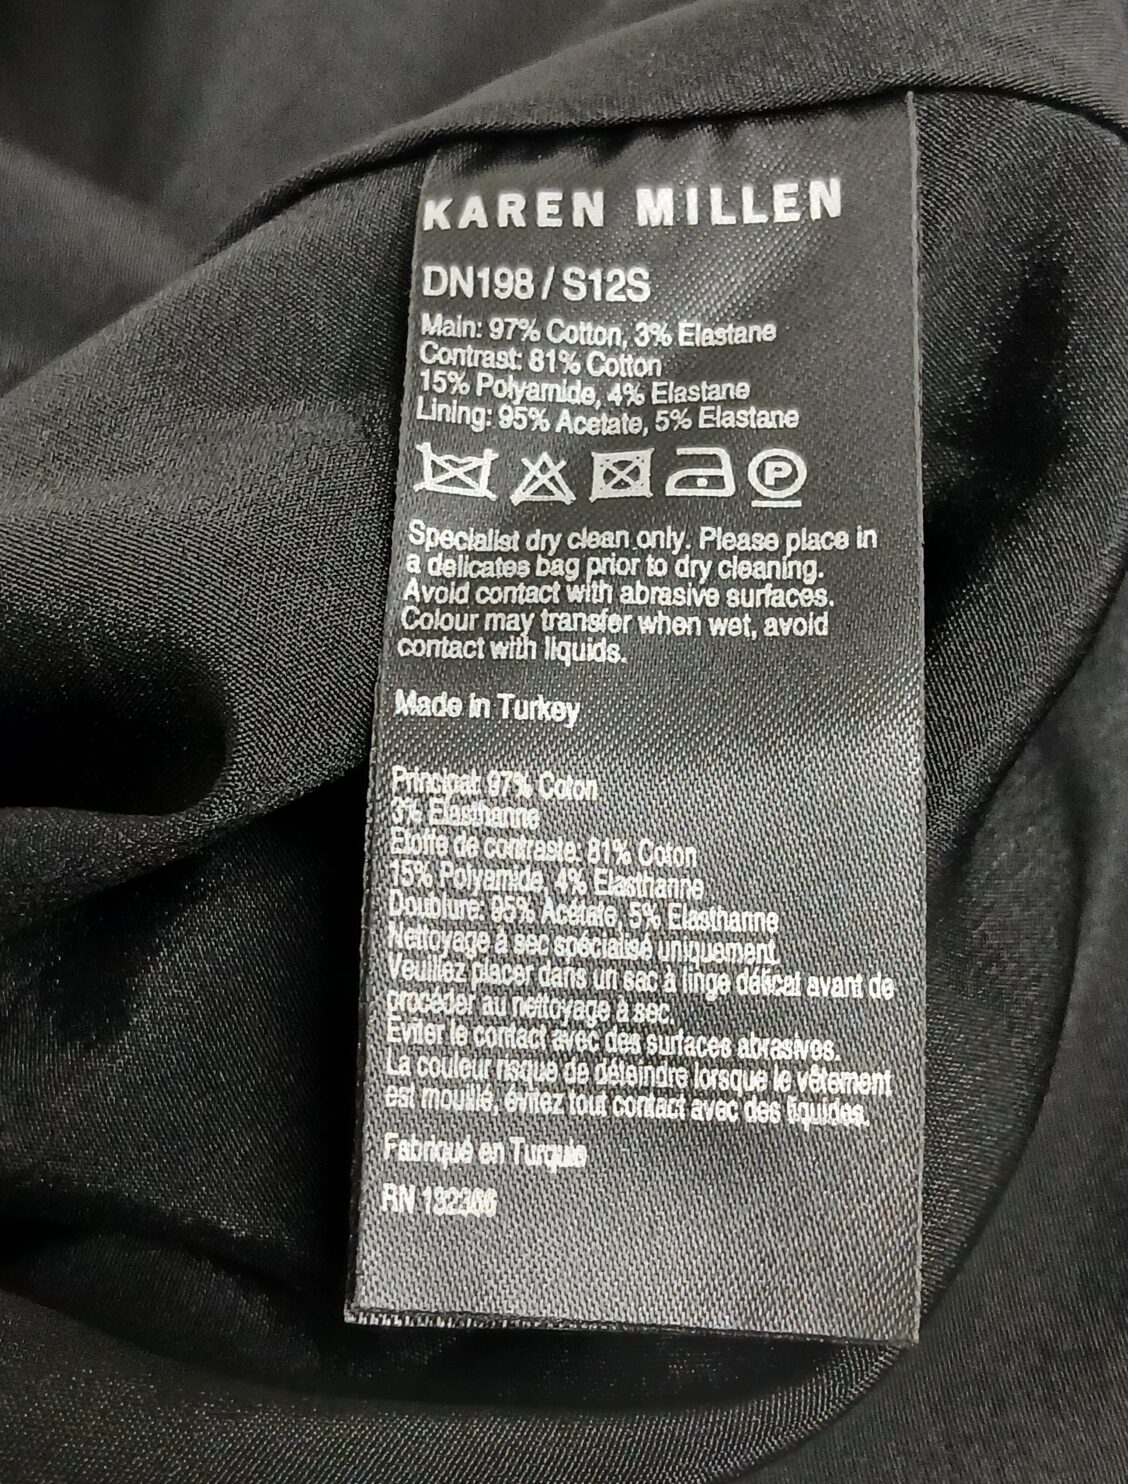 KAREN MILLEN
DN198 / S12S
Main: 97% Cotton, 3% Elastane
Contrast: 81% Cotton
15% Polyamide, 4% Elastane
Lining: 95% Acetate, 5% Elastane
P
Specialist dry clean only. Please place in
a delicates bag prior to dry cleaning.
Avoid contact with abrasive surfaces.
Colour may transfer when wet, avoid
contact with liquids.
Made in Turkey
Principal: 97% Coton
3% Elasthanne
Etoffe de contraste: 81% Coton
15% Polyamide, 4% Elasthanne
Doublure: 95% Acétate, 5% Elasthanne
Nettoyage à sec spécialisé uniquement.
Veuillez placer dans un sac à linge délicat avant de
procéder au nettoyage à sec.
Eviter le contact avec des surfaces abrasives.
La couleur risque de déteindre lorsque le vêtement
est mouillé, évitez tout contact avec des liquides.
Fabriqué en Turquie
RN 132366